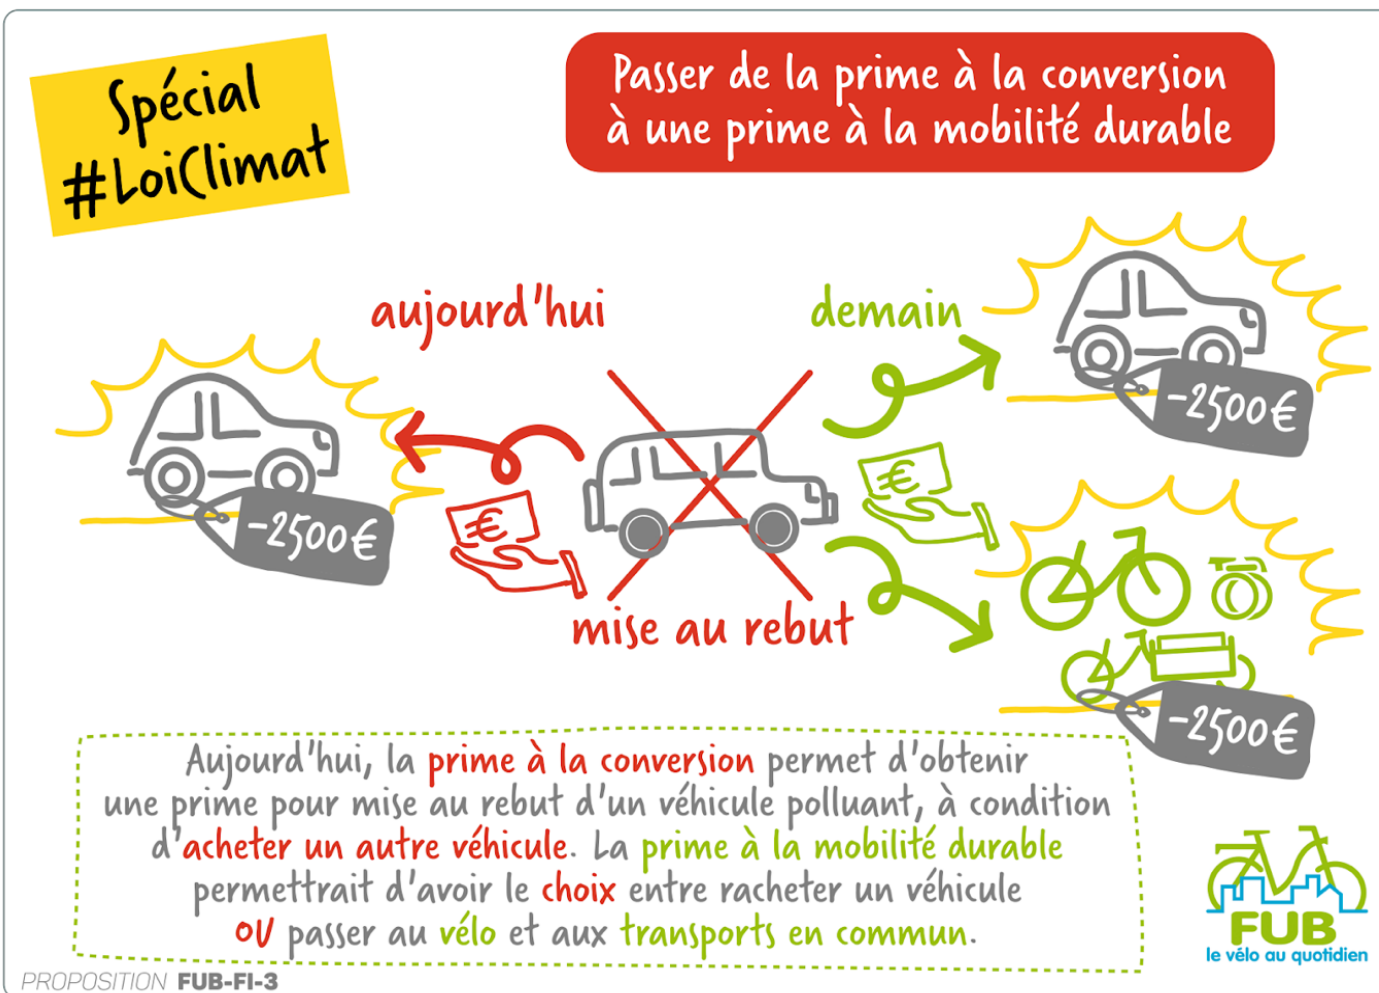 Spécial
#LoiClimat
Passer de la prime à la conversion
à une prime à la mobilité durable
aujourd'hui
demain
-2500€
-2500€
€
€
mise au rebut
-2500€
Aujourd'hui, la prime à la conversion permet d'obtenir
une prime pour mise au rebut d'un véhicule polluant, à condition
d'acheter un autre véhicule. La prime à la mobilité durable
permettrait d'avoir le choix entre racheter un véhicule
OU passer au vélo et aux transports en commun.
FUB
le vélo au quotidien
PROPOSITION FUB-FI-3